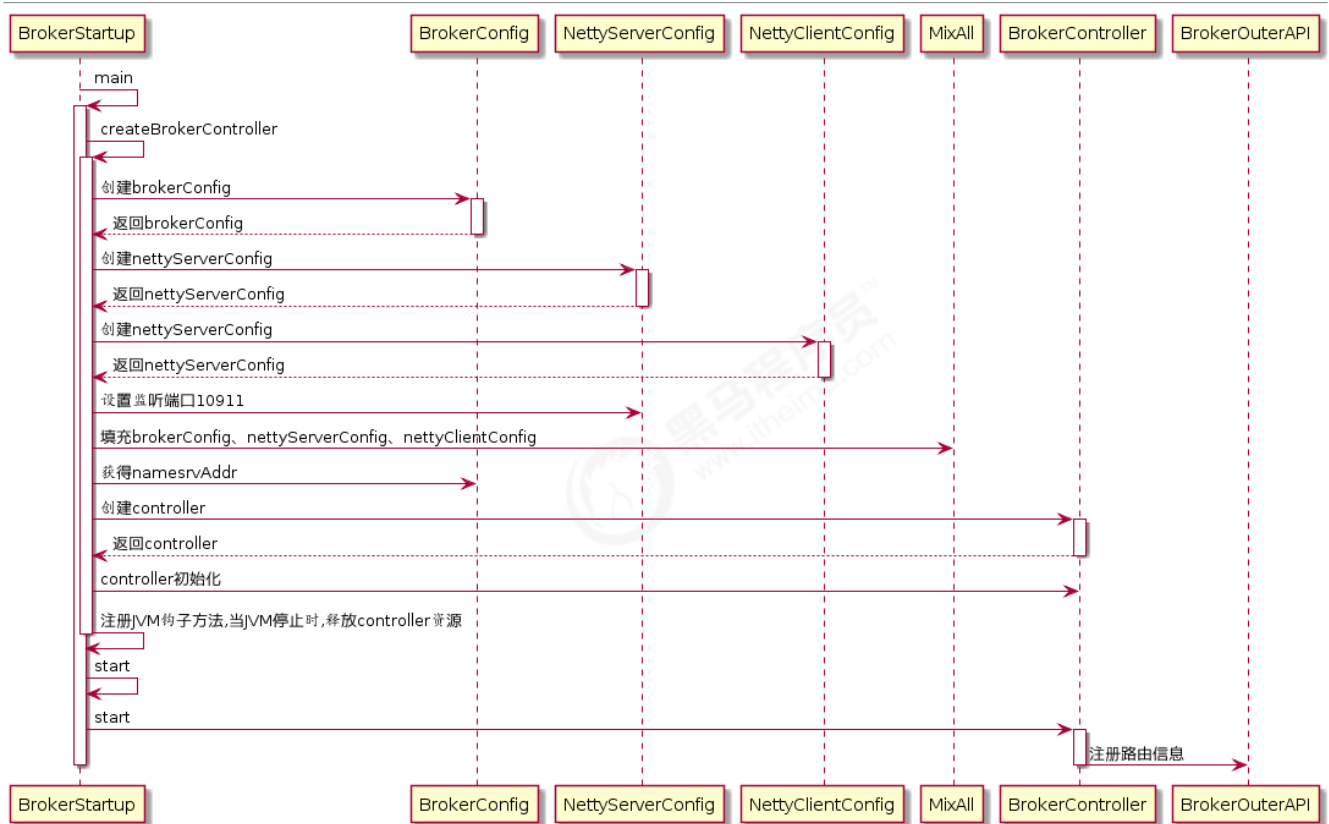 BrokerStartup BrokerConfig NettyServerConfig NettyClientConfig MixAll BrokerController BrokerOuterAPI
main
createBrokerController
创建brokerConfig
返回brokerConfig
创建nettyServerConfig
返回nettyServerConfig
创建nettyServerConfig
返回nettyServerConfig
设置监听端口10911
填充brokerConfig、nettyServerConfig、nettyClientConfig
获得namesrvAddr
创建controller
返回controller
controller初始化
注册JVM钩子方法,当JVM停止时,释放controller资源
start
start
注册路由信息
BrokerStartup BrokerConfig NettyServerConfig NettyClientConfig MixAll BrokerController BrokerOuterAPI
黑马程序员™
www.itheima.com